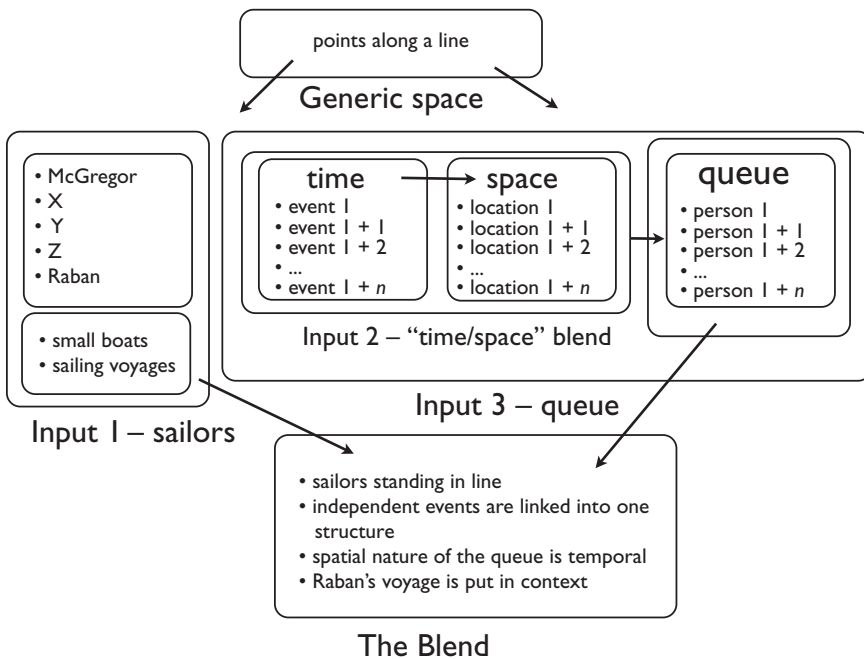 points along a line
Generic space
• McGregor
• X
• Y
• Z
• Raban
• small boats
• sailing voyages
Input 1 – sailors
time
• event 1
• event 1 + 1
• event 1 + 2
• ...
• event 1 + n
space
• location 1
• location 1 + 1
• location 1 + 2
• ...
• location 1 + n
Input 2 – “time/space” blend
queue
• person 1
• person 1 + 1
• person 1 + 2
• ...
• person 1 + n
Input 3 – queue
• sailors standing in line
• independent events are linked into one
structure
• spatial nature of the queue is temporal
• Raban’s voyage is put in context
The Blend